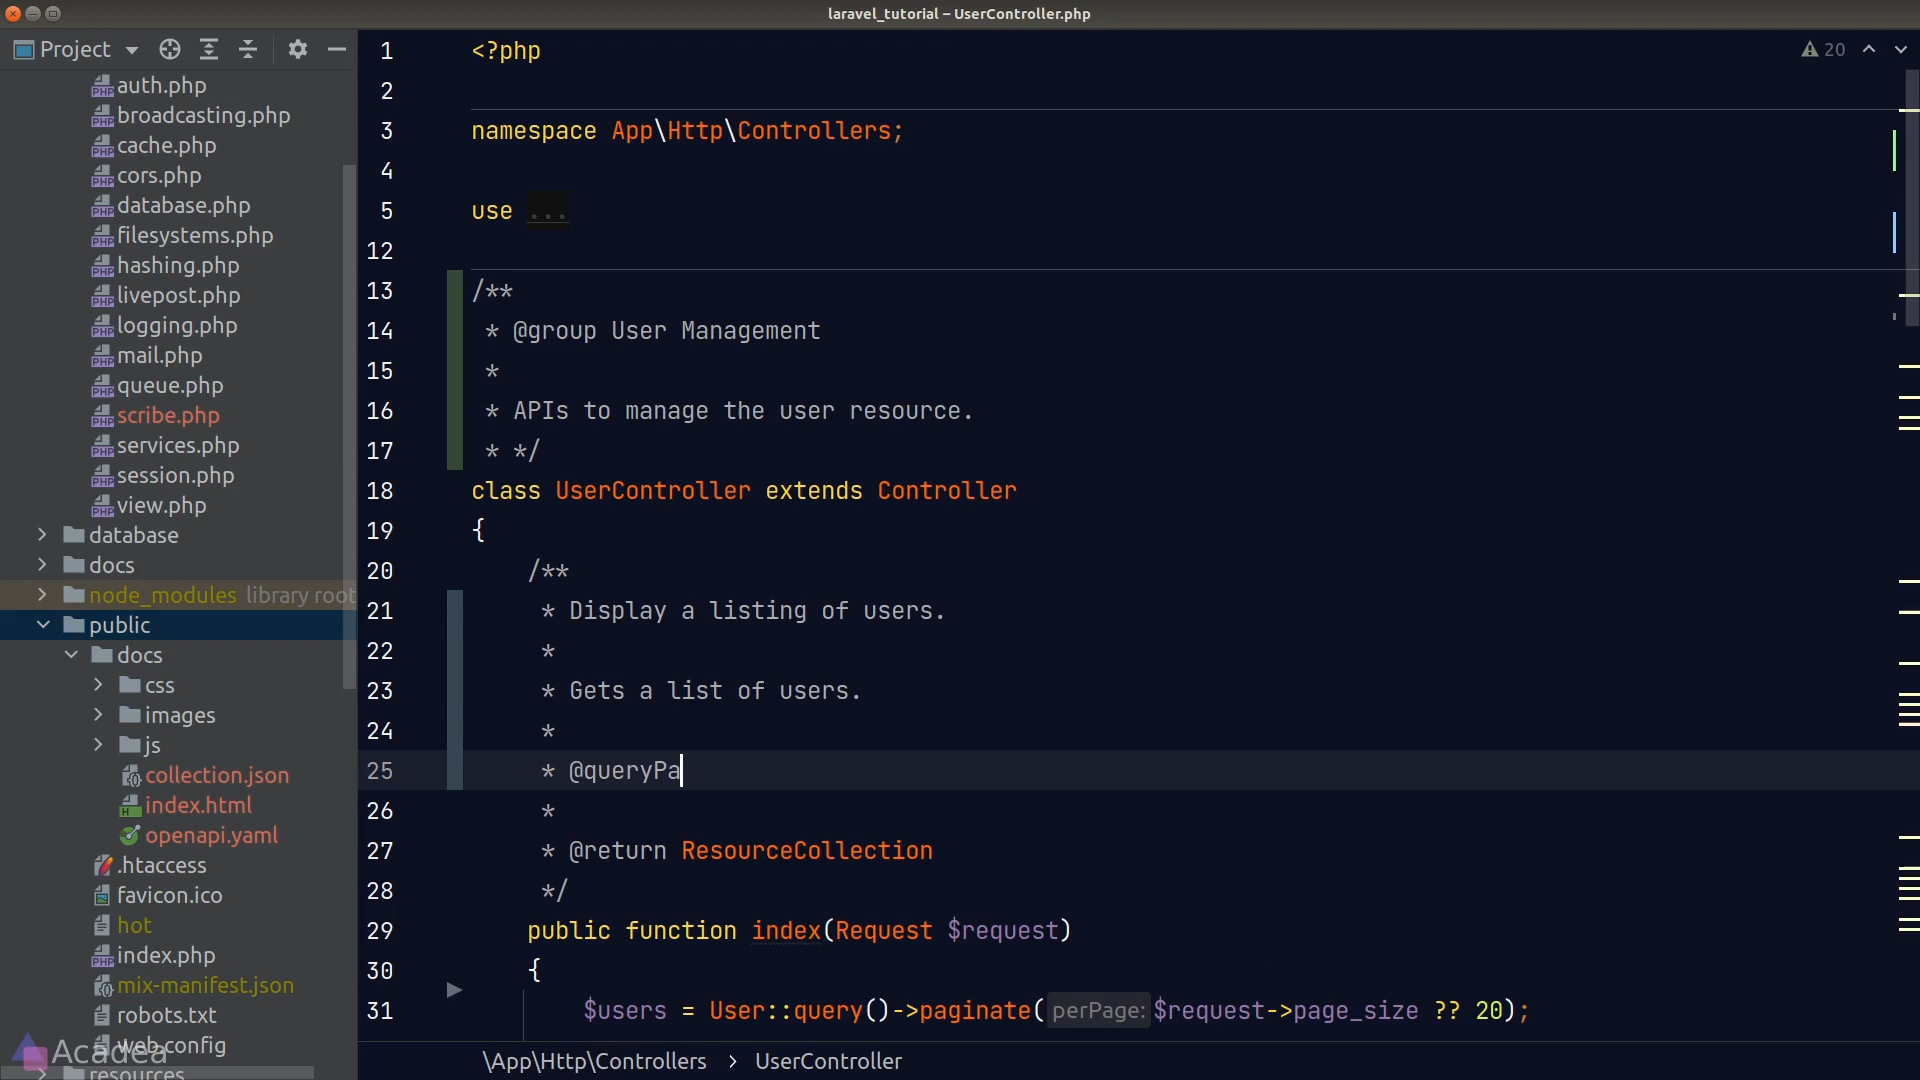 laravel_tutorial – UserController.php
Project
auth.php
broadcasting.php
cache.php
cors.php
database.php
filesystems.php
hashing.php
livepost.php
logging.php
mail.php
queue.php
scribe.php
services.php
session.php
view.php
database
docs
node_modules library root
public
docs
css
images
js
collection.json
index.html
openapi.yaml
.htaccess
favicon.ico
hot
index.php
mix-manifest.json
robots.txt
web.config
resources
Acadea
20
1 <?php
2
3 namespace App\Http\Controllers;
4
5 use ...
12
13 /**
14 * @group User Management
15 *
16 * APIs to manage the user resource.
17 * */
18 class UserController extends Controller
19 {
20 /**
21 * Display a listing of users.
22 *
23 * Gets a list of users.
24 *
25 * @queryPa
26 *
27 * @return ResourceCollection
28 */
29 public function index(Request $request)
30 {
31 $users = User::query()->paginate( perPage: $request->page_size ?? 20);
\App\Http\Controllers > UserController